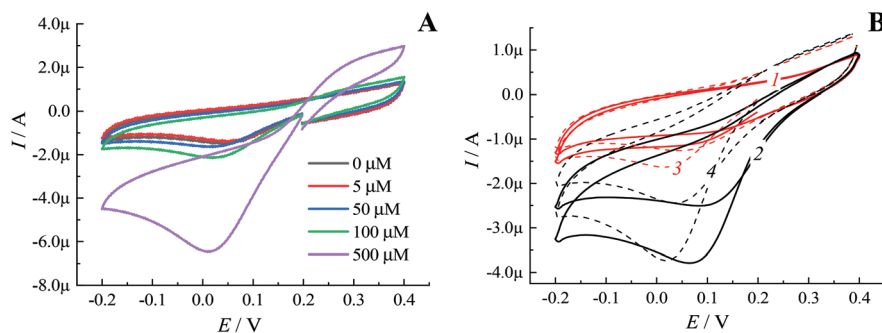 A
4.0µ
2.0µ
0.0
-2.0µ
-4.0µ
-6.0µ
-8.0µ
I / A
0 µM
5 µM
50 µM
100 µM
500 µM
-0.2 -0.1 0.0 0.1 0.2 0.3 0.4
E / V
B
1.0µ
0.0
-1.0µ
-2.0µ
-3.0µ
-4.0µ
I / A
1
2
3
4
-0.2 -0.1 0.0 0.1 0.2 0.3 0.4
E / V